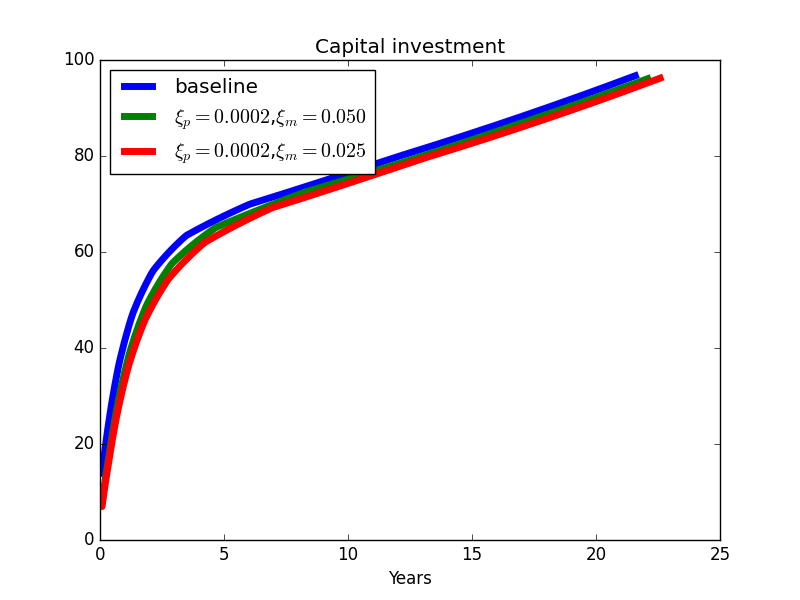 Capital investment
100
80
60
40
20
0
baseline
ξp = 0.0002,ξm = 0.050
ξp = 0.0002,ξm = 0.025
0 5 10 15 20 25
Years